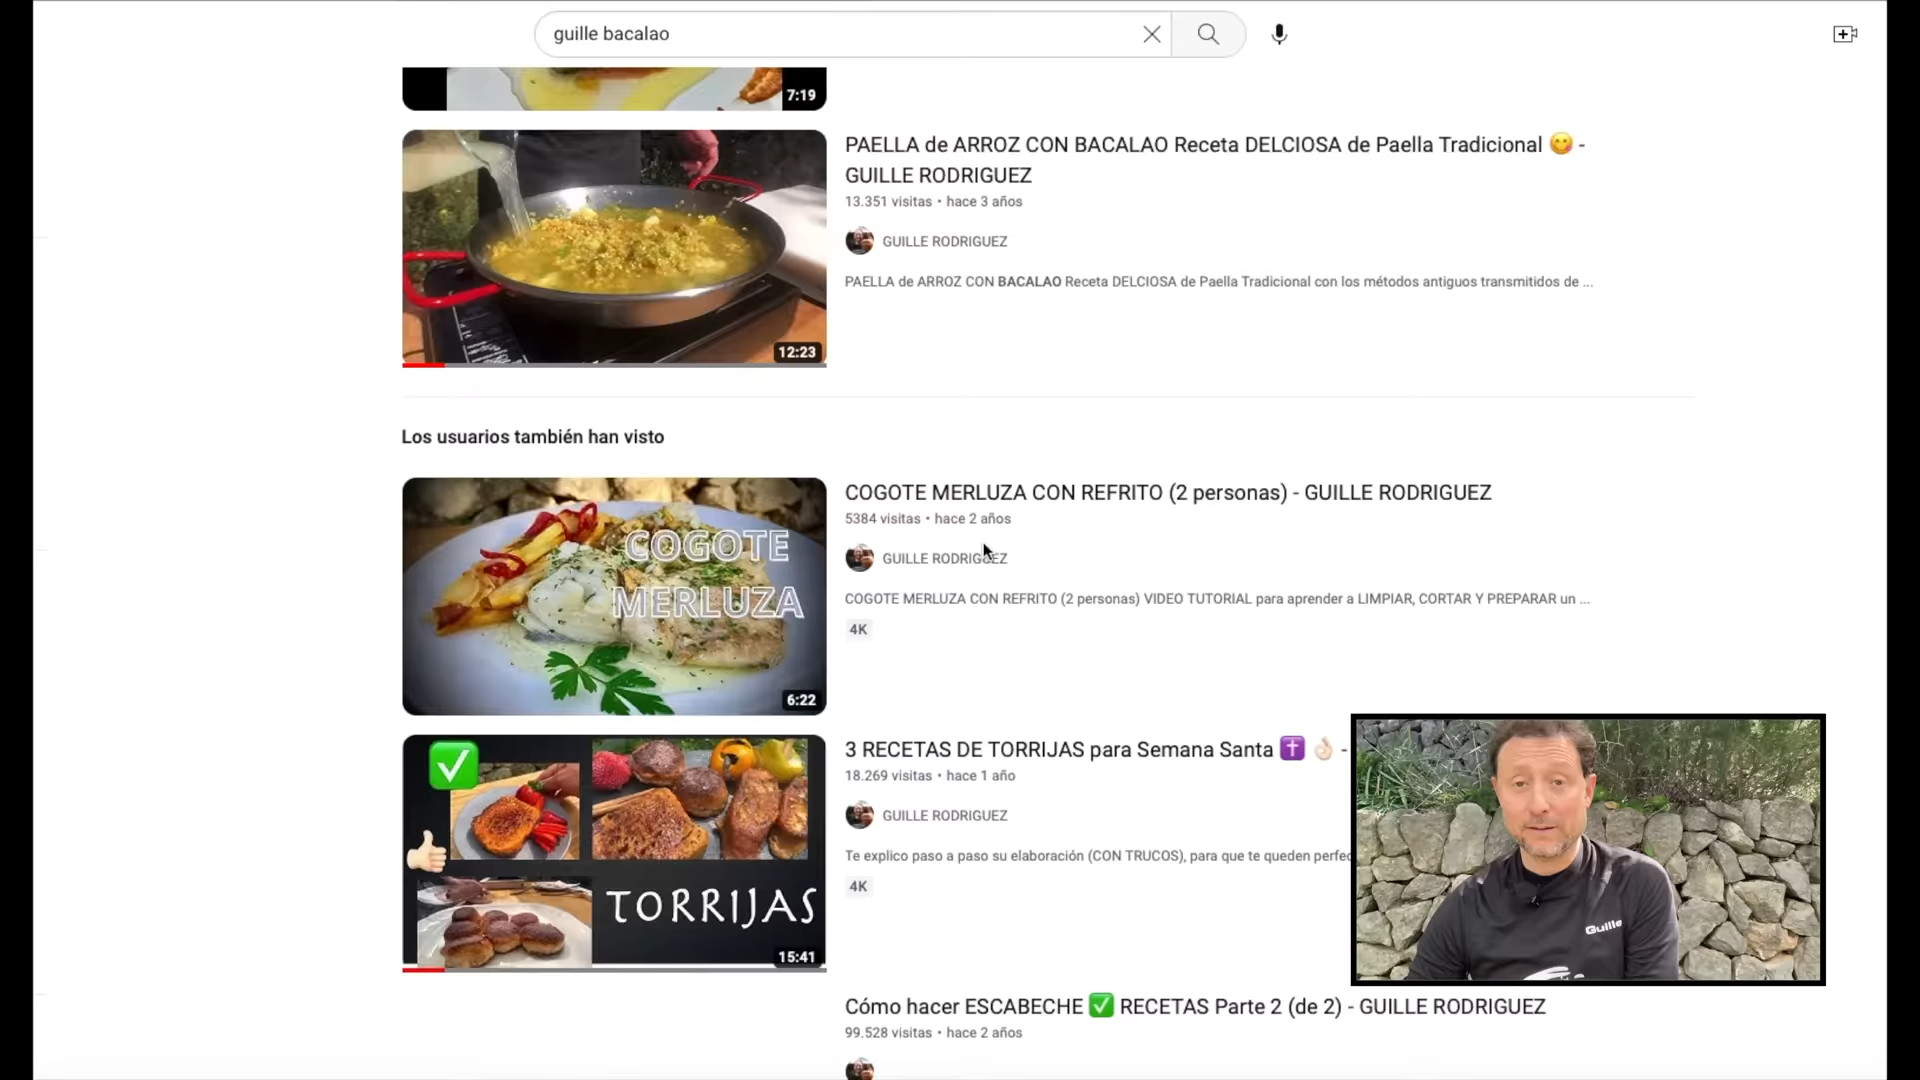 guille bacalao
7:19
12:23
PAELLA de ARROZ CON BACALAO Receta DELCIOSA de Paella Tradicional 😋 -
GUILLE RODRIGUEZ
13.351 visitas • hace 3 años
GUILLE RODRIGUEZ
PAELLA de ARROZ CON BACALAO Receta DELCIOSA de Paella Tradicional con los métodos antiguos transmitidos de ...
Los usuarios también han visto
COGOTE
MERLUZA
6:22
COGOTE MERLUZA CON REFRITO (2 personas) - GUILLE RODRIGUEZ
5384 visitas • hace 2 años
GUILLE RODRIGUEZ
COGOTE MERLUZA CON REFRITO (2 personas) VIDEO TUTORIAL para aprender a LIMPIAR, CORTAR Y PREPARAR un ...
4K
TORRIJAS
15:41
3 RECETAS DE TORRIJAS para Semana Santa ✝️ 👌🏻 -
18.269 visitas • hace 1 año
GUILLE RODRIGUEZ
Te explico paso a paso su elaboración (CON TRUCOS), para que te queden perfec
4K
Guille
Cómo hacer ESCABECHE ✅ RECETAS Parte 2 (de 2) - GUILLE RODRIGUEZ
99.528 visitas • hace 2 años